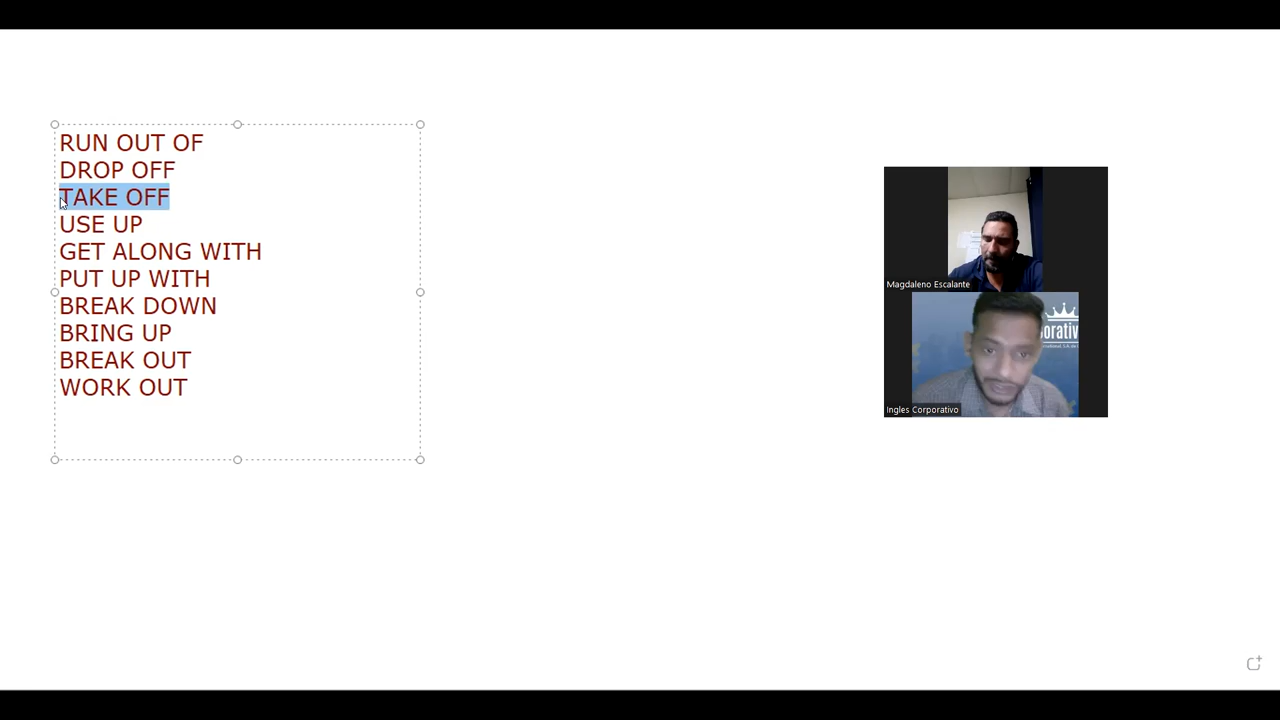 RUN OUT OF
DROP OFF
TAKE OFF
USE UP
GET ALONG WITH
PUT UP WITH
BREAK DOWN
BRING UP
BREAK OUT
WORK OUT
Magdaleno Escalante
orativ
Ingles Corporativo